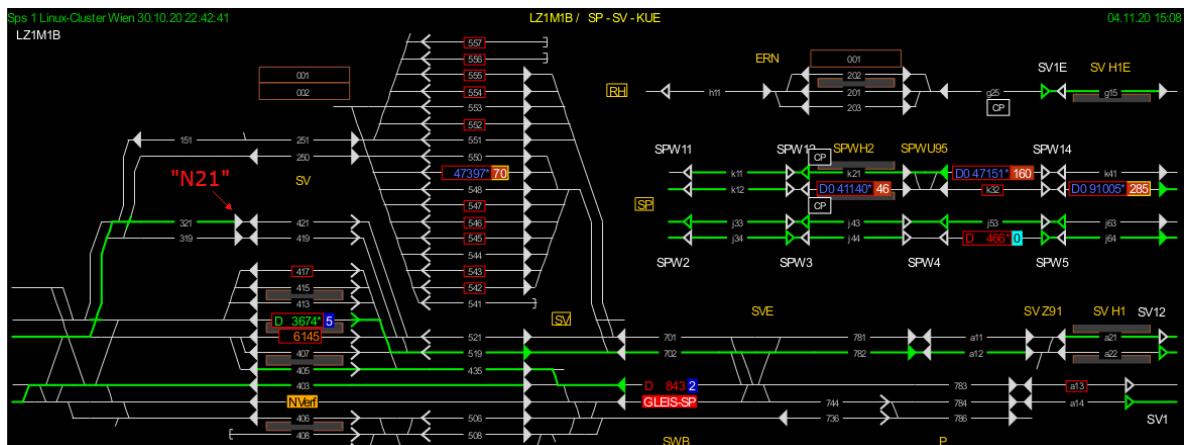 Sps 1 Linux-Cluster Wien 30.10.20 22:42:41 LZ1M1B / SP - SV - KUE 04.11.20 15:08
LZ1M1B
557
556
555
554
553
552
551
550
47397* 70
548
547
546
545
544
543
542
541
001
002
151 251
250
SV
"N21"
321 421
319 419
417
415
413
D 3674* 5
6145
407
405
403
NVerf
406
408
521
519
435
506
508
ERN
001
202
201
203
RH h11 g25 CP
SV1E SV H1E
g15
SPW11 SPW12 CP SPWH2 SPWU95 SPW14
k11 k21 D0 47151* 160 k41
k12 D0 41140* 46 k32 D0 91005* 285
CP
SP
j33 j43 j53 j63
j34 j44 D 466* 0 j64
SPW2 SPW3 SPW4 SPW5
SV SVE SV Z91 SV H1 SV12
701 781 a11 a21
702 782 a12 a22
D 843 2 783 a13
GLEIS-SP 744 784 a14
736 786 SV1
SWB P